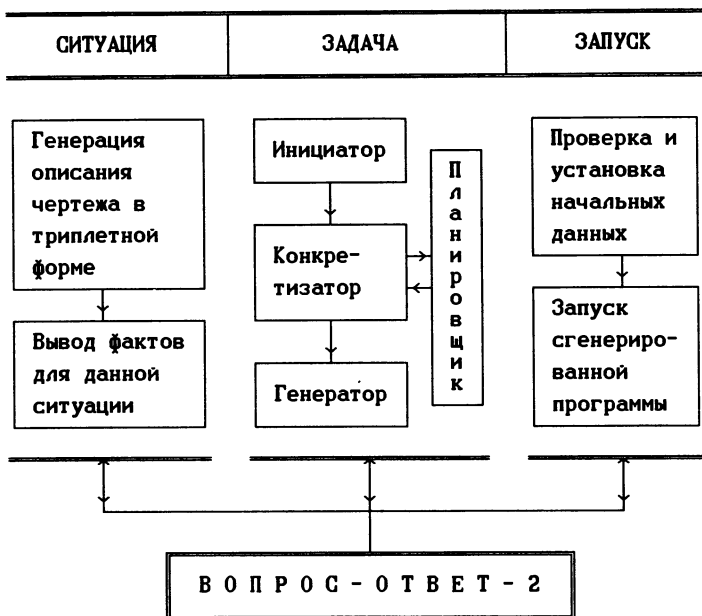 СИТУАЦИЯ
ЗАДАЧА
ЗАПУСК
Генерация
описания
чертежа в
триплетной
форме
Вывод фактов
для данной
ситуации
Инициатор
Конкре-
тизатор
Генератор
Планировщик
Проверка и
установка
начальных
данных
Запуск
сгенериро-
ванной
программы
ВОПРОС-ОТВЕТ-2